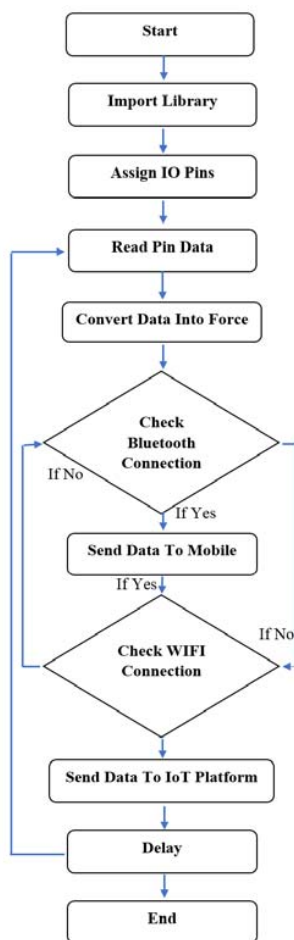 Start
Import Library
Assign IO Pins
Read Pin Data
Convert Data Into Force
Check
Bluetooth
Connection
If No
If Yes
Send Data To Mobile
If Yes
If No
Check WIFI
Connection
Send Data To IoT Platform
Delay
End